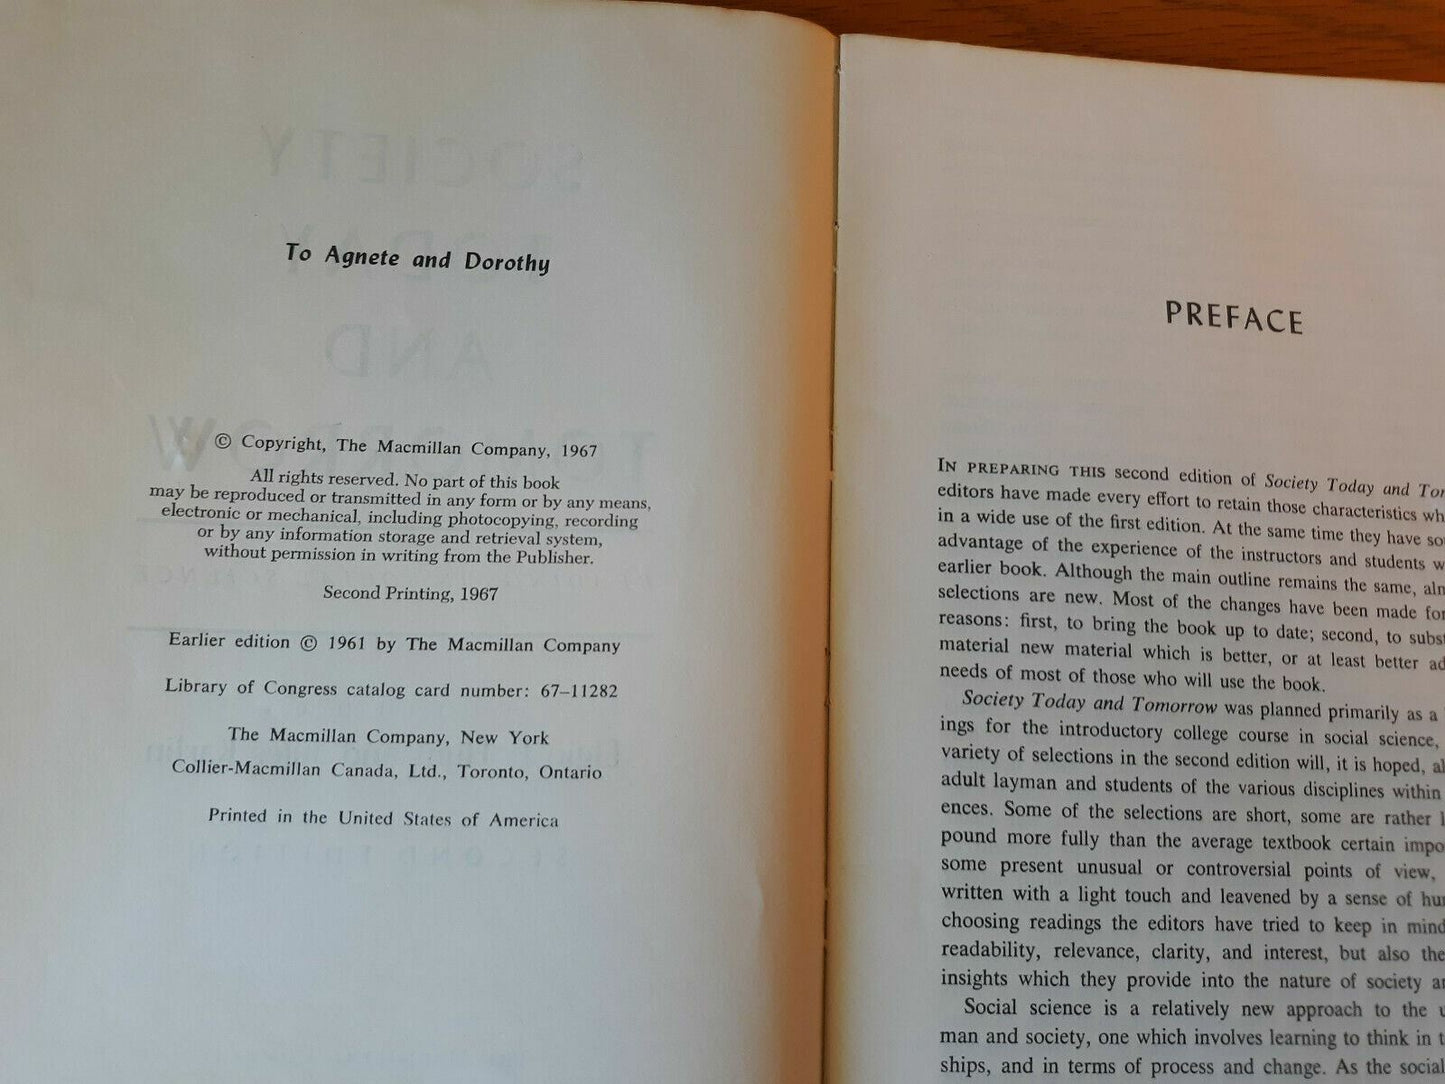 To Agnete and Dorothy
© Copyright, The Macmillan Company, 1967
All rights reserved. No part of this book
may be reproduced or transmitted in any form or by any means,
electronic or mechanical, including photocopying, recording
or by any information storage and retrieval system,
without permission in writing from the Publisher.
Second Printing, 1967
Earlier edition © 1961 by The Macmillan Company
Library of Congress catalog card number: 67–11282
The Macmillan Company, New York
Collier-Macmillan Canada, Ltd., Toronto, Ontario
Printed in the United States of America
PREFACE
IN PREPARING THIS second edition of Society Today and Tor
editors have made every effort to retain those characteristics wh
in a wide use of the first edition. At the same time they have so
advantage of the experience of the instructors and students w
earlier book. Although the main outline remains the same, aln
selections are new. Most of the changes have been made for
reasons: first, to bring the book up to date; second, to subst
material new material which is better, or at least better ad
needs of most of those who will use the book.
Society Today and Tomorrow was planned primarily as a
ings for the introductory college course in social science,
variety of selections in the second edition will, it is hoped, al
adult layman and students of the various disciplines within
ences. Some of the selections are short, some are rather l
pound more fully than the average textbook certain impo
some present unusual or controversial points of view,
written with a light touch and leavened by a sense of hu
choosing readings the editors have tried to keep in mind
readability, relevance, clarity, and interest, but also the
insights which they provide into the nature of society a
Social science is a relatively new approach to the u
man and society, one which involves learning to think in t
ships, and in terms of process and change. As the social